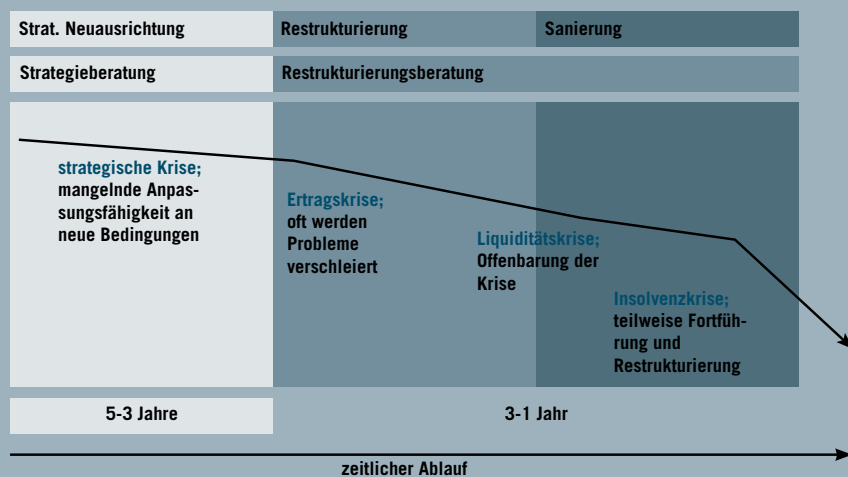 Strat. Neuausrichtung
Restrukturierung
Sanierung
Strategieberatung
Restrukturierungsberatung
strategische Krise;
mangelnde Anpas-
sungsfähigkeit an
neue Bedingungen
Ertragskrise;
oft werden
Probleme
verschleiert
Liquiditätskrise;
Offenbarung der
Krise
Insolvenzkrise;
teilweise Fortfüh-
rung und
Restrukturierung
5-3 Jahre
3-1 Jahr
zeitlicher Ablauf